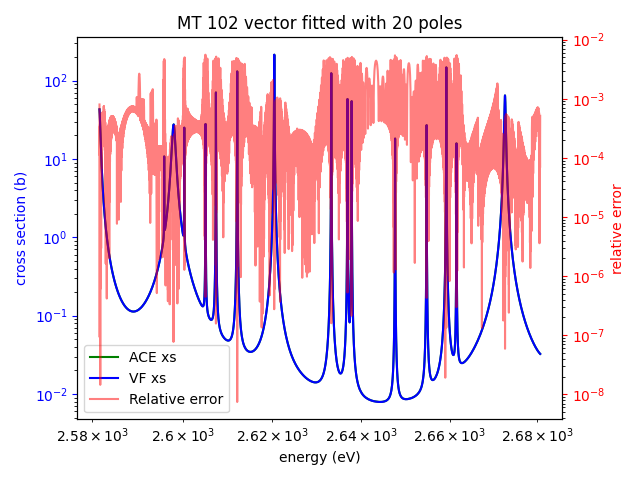 MT 102 vector fitted with 20 poles
10²
10¹
10⁰
10⁻¹
10⁻²
cross section (b)
10⁻²
10⁻³
10⁻⁴
10⁻⁵
10⁻⁶
10⁻⁷
10⁻⁸
relative error
ACE xs
VF xs
Relative error
2.58 × 10³ 2.6 × 10³ 2.62 × 10³ 2.64 × 10³ 2.66 × 10³ 2.68 × 10³
energy (eV)